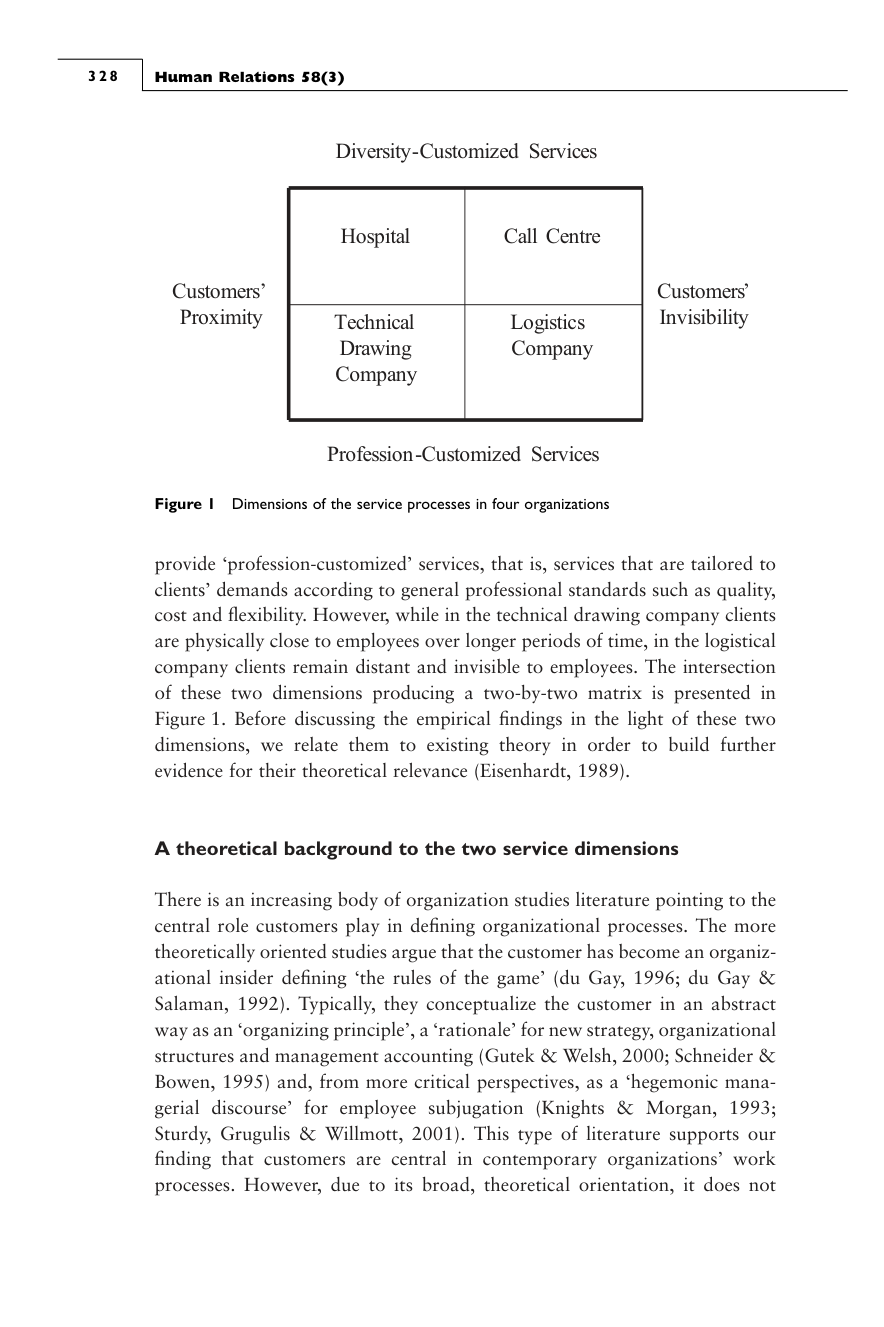 328 Human Relations 58(3)
Diversity-Customized Services
Hospital Call Centre
Customers’ Proximity
Technical Drawing Company
Logistics Company
Customers’ Invisibility
Profession-Customized Services
Figure 1 Dimensions of the service processes in four organizations
provide ‘profession-customized’ services, that is, services that are tailored to
clients’ demands according to general professional standards such as quality,
cost and flexibility. However, while in the technical drawing company clients
are physically close to employees over longer periods of time, in the logistical
company clients remain distant and invisible to employees. The intersection
of these two dimensions producing a two-by-two matrix is presented in
Figure 1. Before discussing the empirical findings in the light of these two
dimensions, we relate them to existing theory in order to build further
evidence for their theoretical relevance (Eisenhardt, 1989).
A theoretical background to the two service dimensions
There is an increasing body of organization studies literature pointing to the
central role customers play in defining organizational processes. The more
theoretically oriented studies argue that the customer has become an organiz-
ational insider defining ‘the rules of the game’ (du Gay, 1996; du Gay &
Salaman, 1992). Typically, they conceptualize the customer in an abstract
way as an ‘organizing principle’, a ‘rationale’ for new strategy, organizational
structures and management accounting (Gutek & Welsh, 2000; Schneider &
Bowen, 1995) and, from more critical perspectives, as a ‘hegemonic mana-
gerial discourse’ for employee subjugation (Knights & Morgan, 1993;
Sturdy, Grugulis & Willmott, 2001). This type of literature supports our
finding that customers are central in contemporary organizations’ work
processes. However, due to its broad, theoretical orientation, it does not